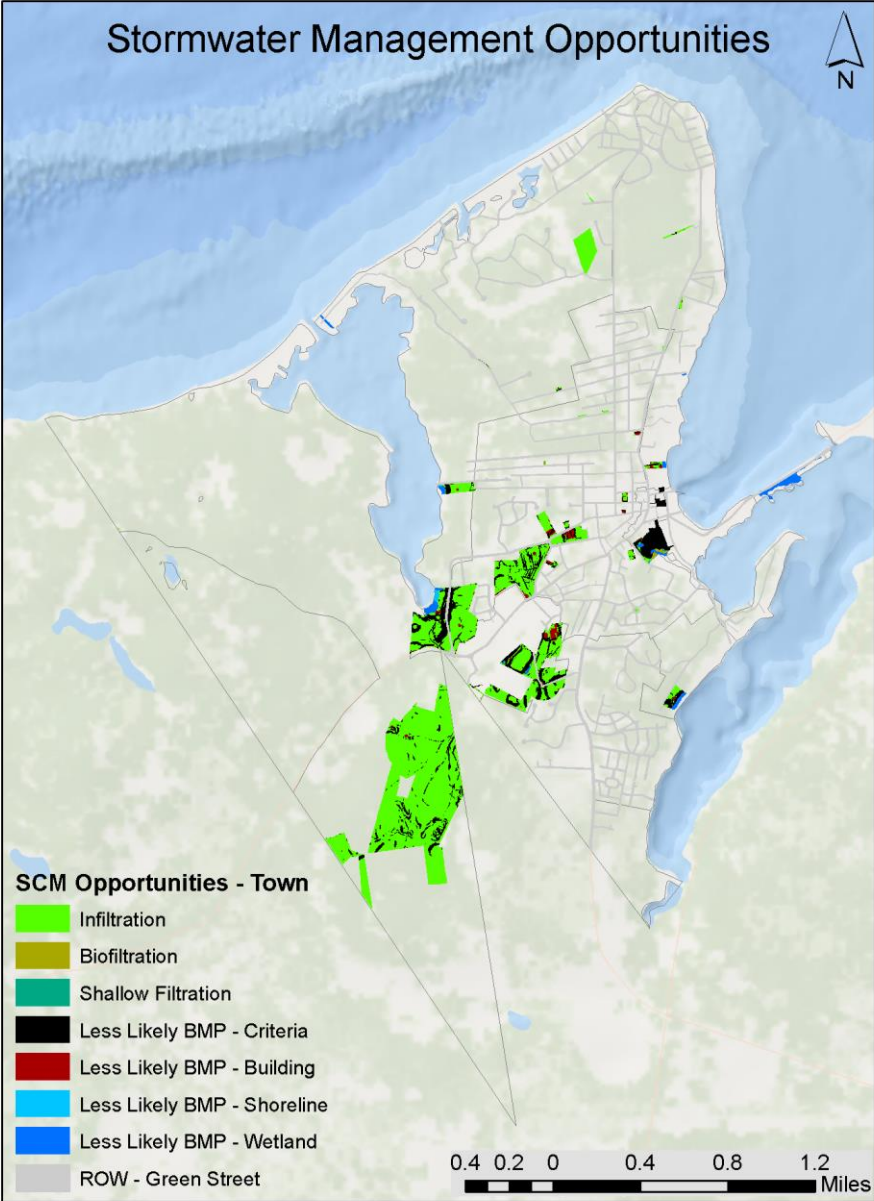 Stormwater Management Opportunities
N
SCM Opportunities - Town
Infiltration
Biofiltration
Shallow Filtration
Less Likely BMP - Criteria
Less Likely BMP - Building
Less Likely BMP - Shoreline
Less Likely BMP - Wetland
ROW - Green Street
0.4 0.2 0 0.4 0.8 1.2
Miles